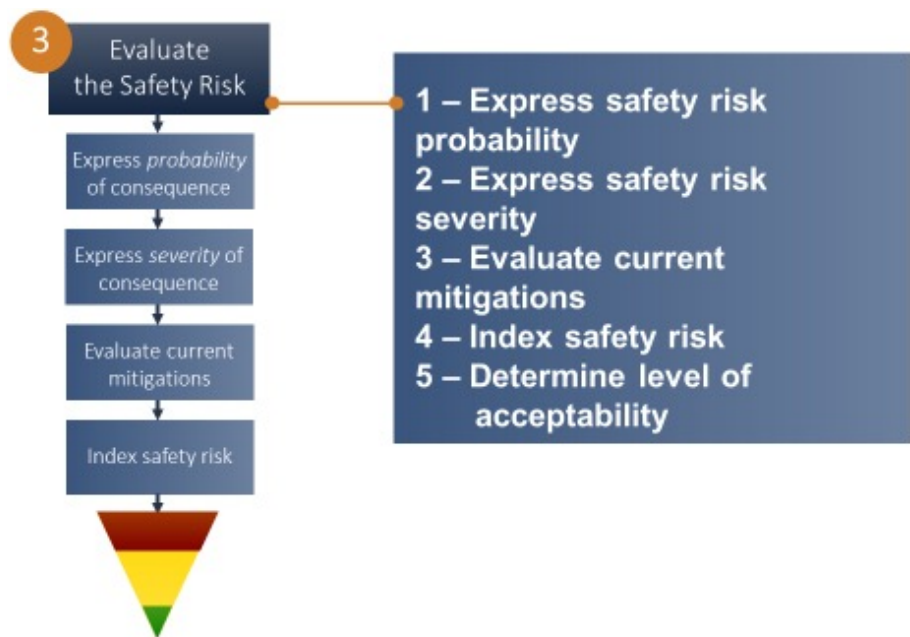 3
Evaluate
the Safety Risk
Express probability
of consequence
Express severity of
consequence
Evaluate current
mitigations
Index safety risk
1 – Express safety risk
probability
2 – Express safety risk
severity
3 – Evaluate current
mitigations
4 – Index safety risk
5 – Determine level of
acceptability